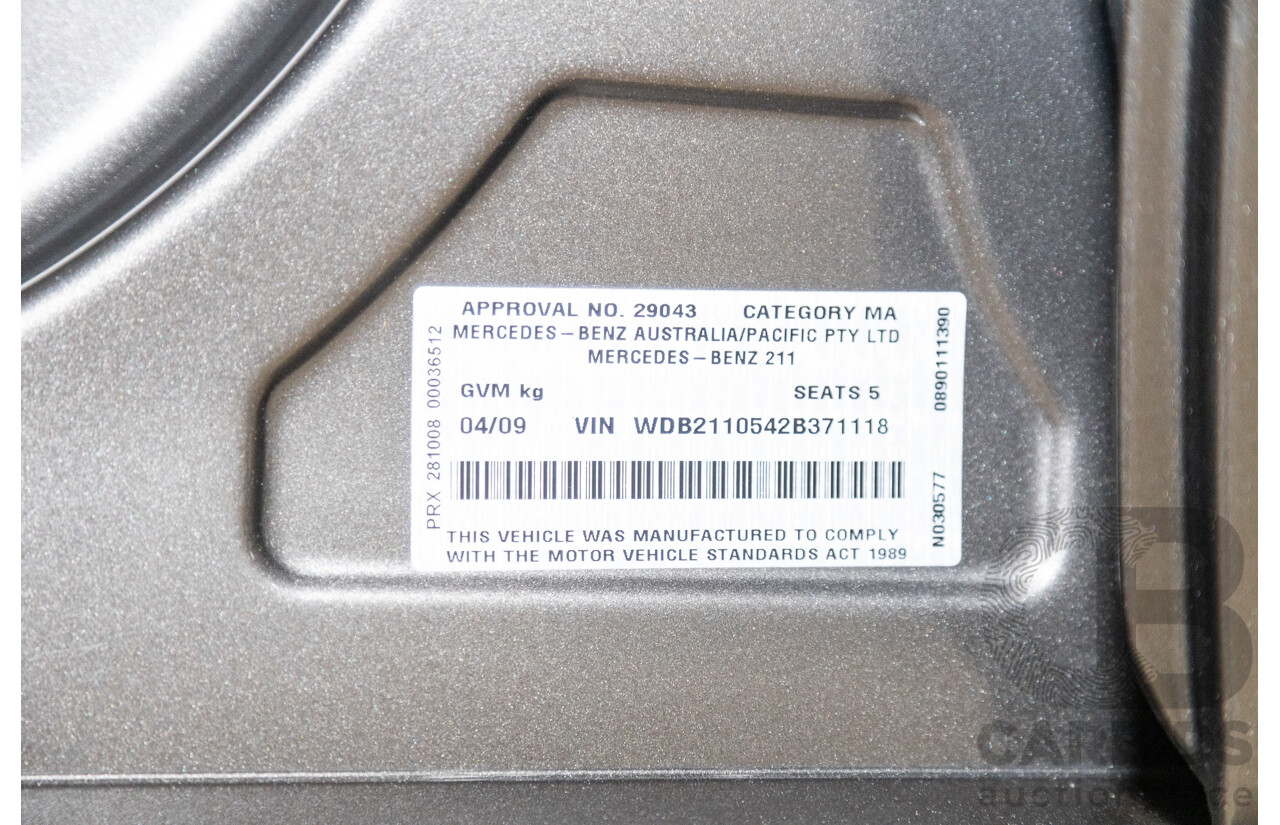 APPROVAL NO. 29043 CATEGORY MA
MERCEDES-BENZ AUSTRALIA/PACIFIC PTY LTD
MERCEDES-BENZ 211
GVM kg SEATS 5
04/09 VIN WDB2110542B371118
THIS VEHICLE WAS MANUFACTURED TO COMPLY
WITH THE MOTOR VEHICLE STANDARDS ACT 1989
PRX 281008 00036512
0890111390
N030577
B